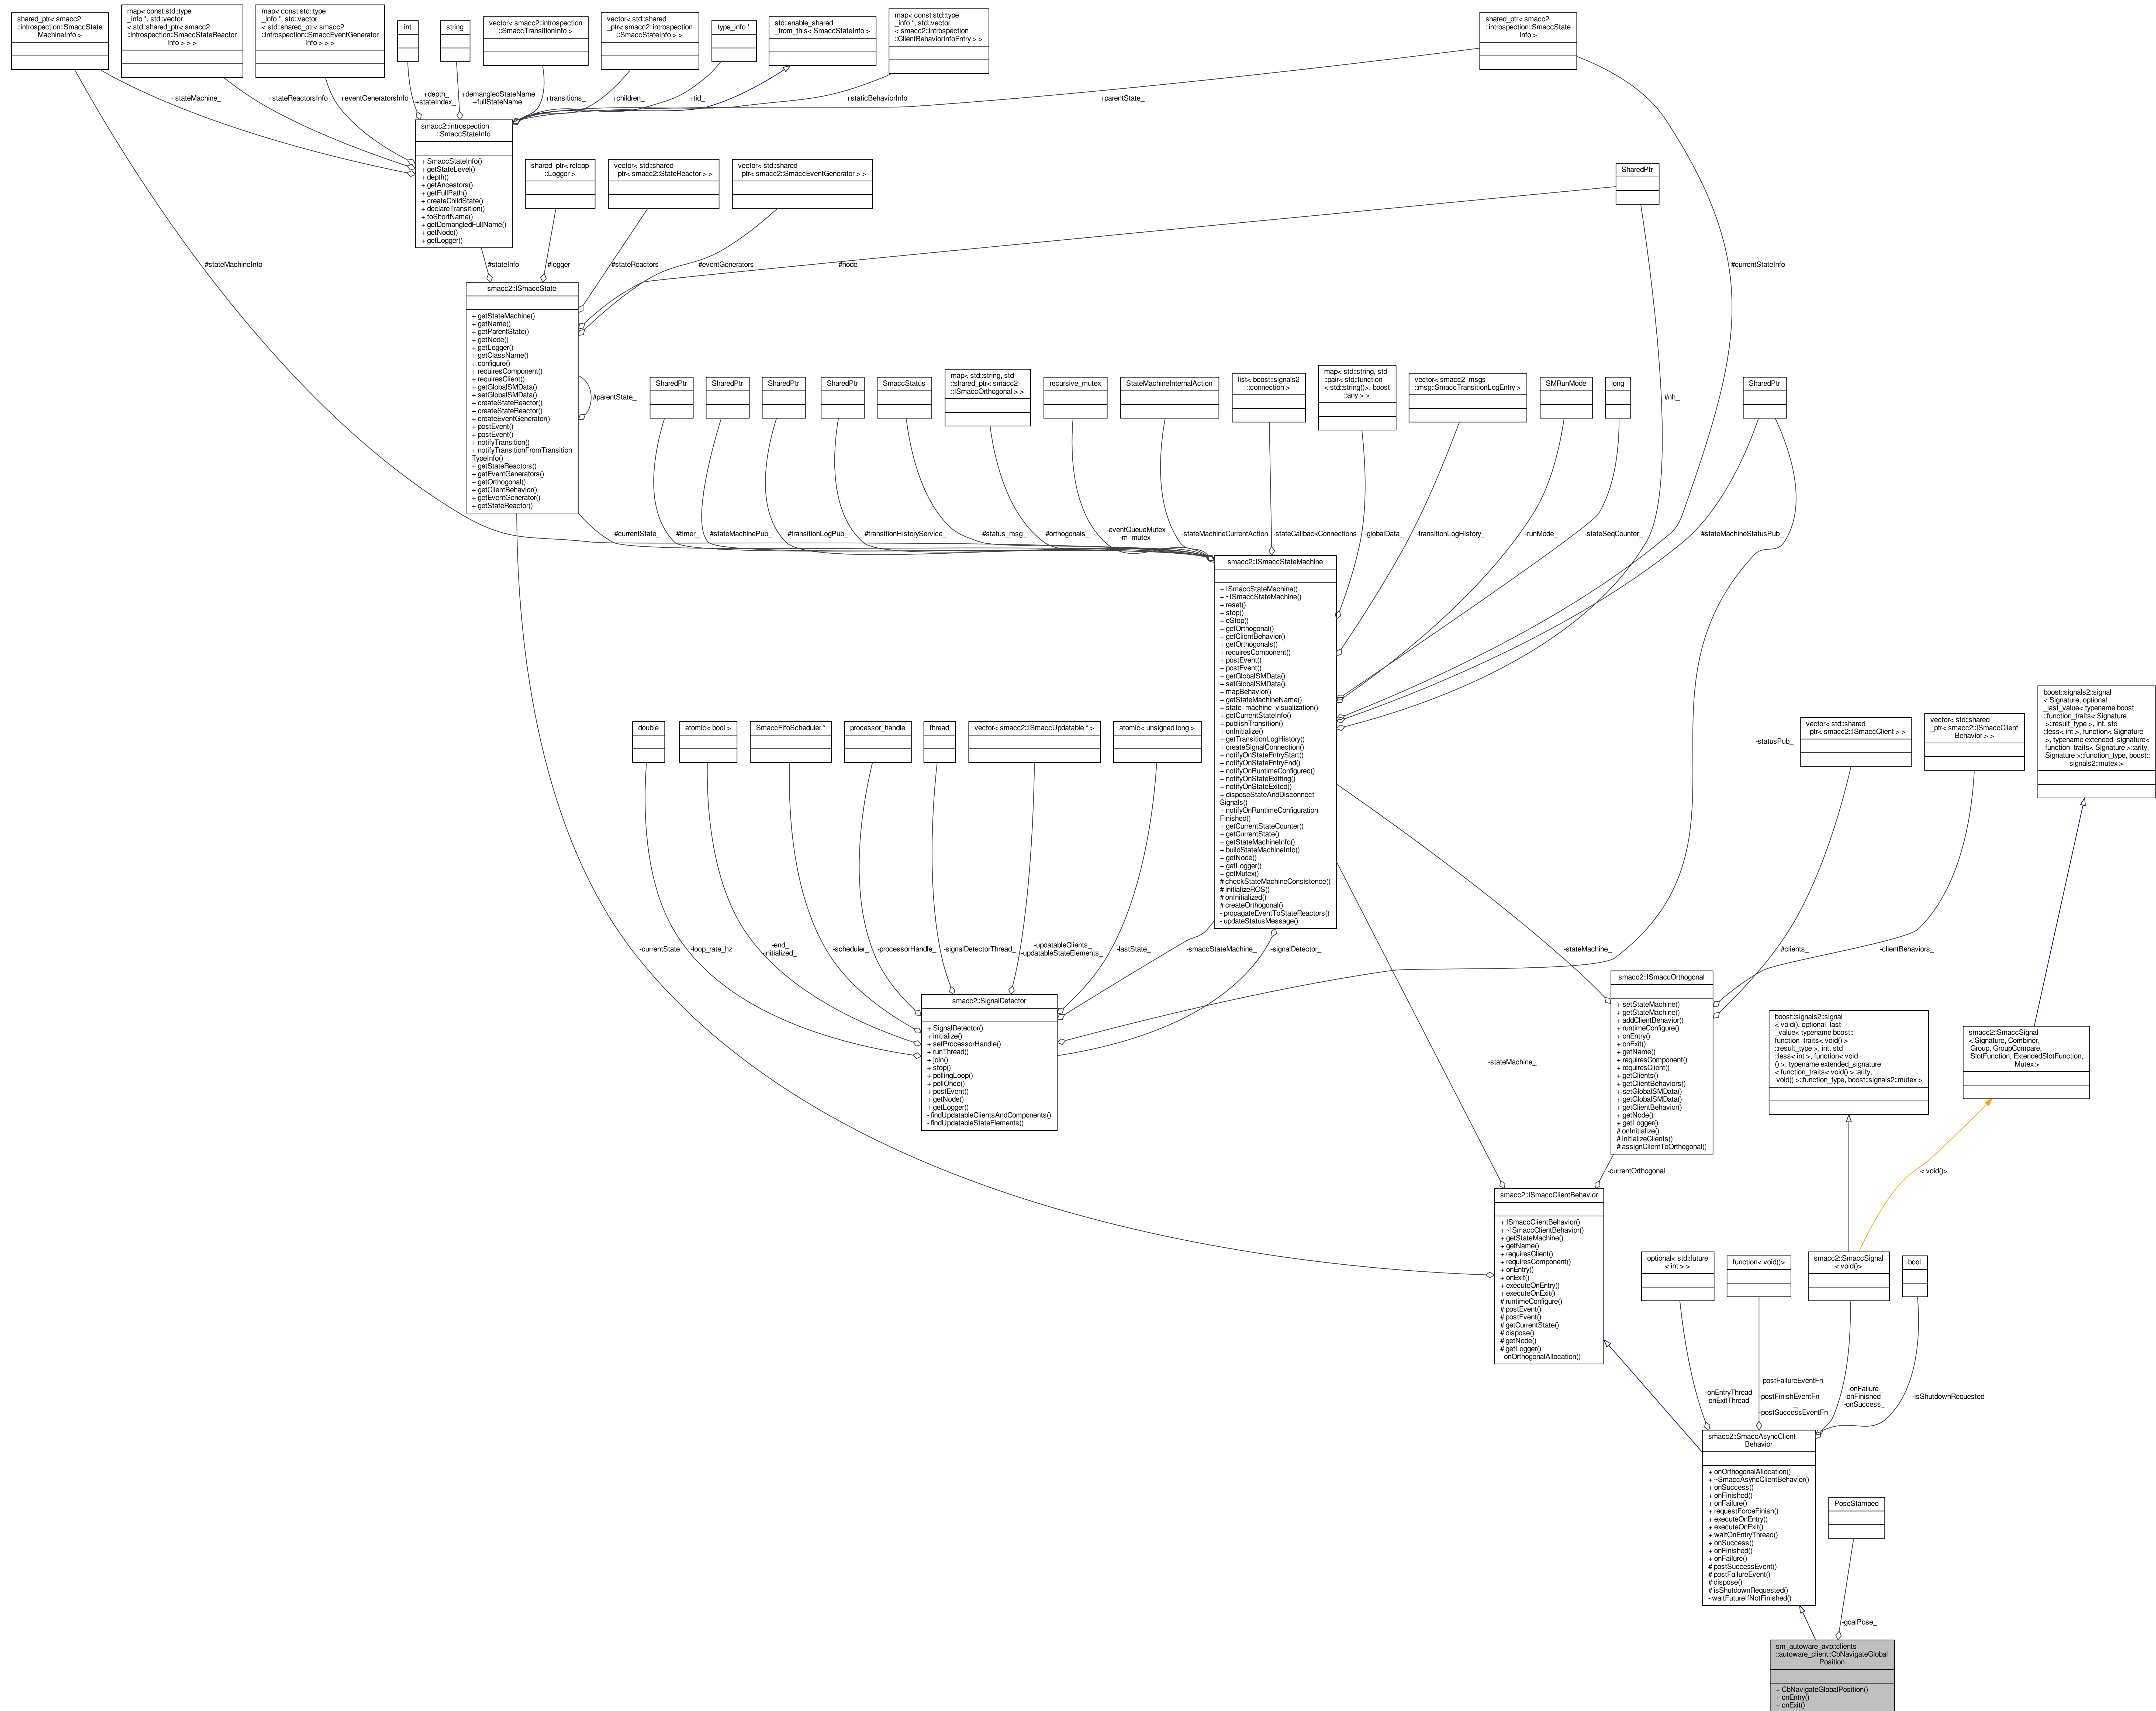 shared_ptr< smacc2
::introspection::SmaccState
MachineInfo >
map< const std::type
_info *, std::vector
< std::shared_ptr< smacc2
::introspection::SmaccStateReactor
Info > > >
map< const std::type
_info *, std::vector
< std::shared_ptr< smacc2
::introspection::SmaccEventGenerator
Info > > >
int
string
vector< smacc2::introspection
::SmaccTransitionInfo >
vector< std::shared
_ptr< smacc2::introspection
::SmaccStateInfo > >
type_info *
std::enable_shared
_from_this< SmaccStateInfo >
map< const std::type
_info *, std::vector
< smacc2::introspection
::ClientBehaviorInfoEntry > >
shared_ptr< smacc2
::introspection::SmaccState
Info >
+stateMachine_
+stateReactorsInfo
+eventGeneratorsInfo
+depth_
+stateIndex_
+demangledStateName
+fullStateName
+transitions_
+children_
+tid_
+staticBehaviorInfo
+parentState_
smacc2::introspection
::SmaccStateInfo
+ SmaccStateInfo()
+ getStateLevel()
+ depth()
+ getAncestors()
+ getFullPath()
+ createChildState()
+ declareTransition()
+ toShortName()
+ getDemangledFullName()
+ getNode()
+ getLogger()
shared_ptr< rclcpp
::Logger >
vector< std::shared
_ptr< smacc2::StateReactor > >
vector< std::shared
_ptr< smacc2::SmaccEventGenerator > >
SharedPtr
#stateMachineInfo_
#stateInfo_
#logger_
#stateReactors_
#eventGenerators_
#node_
#currentStateInfo_
smacc2::ISmaccState
+ getStateMachine()
+ getName()
+ getParentState()
+ getNode()
+ getLogger()
+ getClassName()
+ configure()
+ requiresComponent()
+ requiresClient()
+ getGlobalSMData()
+ setGlobalSMData()
+ createStateReactor()
+ createStateReactor()
+ createEventGenerator()
+ postEvent()
+ postEvent()
+ notifyTransition()
+ notifyTransitionFromTransition
TypeInfo()
+ getStateReactors()
+ getEventGenerators()
+ getOrthogonal()
+ getClientBehavior()
+ getEventGenerator()
+ getStateReactor()
#parentState_
SharedPtr
SharedPtr
SharedPtr
SharedPtr
SmaccStatus
map< std::string, std
::shared_ptr< smacc2
::ISmaccOrthogonal > >
recursive_mutex
StateMachineInternalAction
list< boost::signals2
::connection >
map< std::string, std
::pair< std::function
< std::string()>, boost
::any > >
vector< smacc2_msgs
::msg::SmaccTransitionLogEntry >
SMRunMode
long
#nh_
SharedPtr
#currentState_
#timer_
#stateMachinePub_
#transitionLogPub_
#transitionHistoryService_
#status_msg_
#orthogonals_
-eventQueueMutex_
-m_mutex_
-stateMachineCurrentAction
-stateCallbackConnections
-globalData_
-transitionLogHistory_
-runMode_
-stateSeqCounter_
#stateMachineStatusPub_
smacc2::ISmaccStateMachine
+ ISmaccStateMachine()
+ ~ISmaccStateMachine()
+ reset()
+ stop()
+ eStop()
+ getOrthogonal()
+ getClientBehavior()
+ getOrthogonals()
+ requiresComponent()
+ postEvent()
+ postEvent()
+ getGlobalSMData()
+ setGlobalSMData()
+ mapBehavior()
+ getStateMachineName()
+ state_machine_visualization()
+ getCurrentStateInfo()
+ publishTransition()
+ onInitialize()
+ getTransitionLogHistory()
+ createSignalConnection()
+ notifyOnStateEntryStart()
+ notifyOnStateEntryEnd()
+ notifyOnRuntimeConfigured()
+ notifyOnStateExitting()
+ notifyOnStateExited()
+ disposeStateAndDisconnect
Signals()
+ notifyOnRuntimeConfiguration
Finished()
+ getCurrentStateCounter()
+ getCurrentState()
+ getStateMachineInfo()
+ buildStateMachineInfo()
+ getNode()
+ getLogger()
+ getMutex()
# checkStateMachineConsistence()
# initializeROS()
# onInitialized()
# createOrthogonal()
- propagateEventToStateReactors()
- updateStatusMessage()
double
atomic< bool >
SmaccFifoScheduler *
processor_handle
thread
vector< smacc2::ISmaccUpdatable * >
atomic< unsigned long >
-statusPub_
vector< std::shared
_ptr< smacc2::ISmaccClient > >
vector< std::shared
_ptr< smacc2::ISmaccClient
Behavior > >
boost::signals2::signal
< Signature, optional
_last_value< typename boost
::function_traits< Signature
>::result_type >, int, std
::less< int >, function< Signature
>, typename extended_signature<
function_traits< Signature >::arity,
Signature >::function_type, boost::
signals2::mutex >
-currentState
-loop_rate_hz
-end_
-initialized_
-scheduler_
-processorHandle_
-signalDetectorThread_
-updatableClients_
-updatableStateElements_
-lastState_
-smaccStateMachine_
-signalDetector_
-stateMachine_
#clients_
-clientBehaviors_
smacc2::SignalDetector
+ SignalDetector()
+ initialize()
+ setProcessorHandle()
+ runThread()
+ join()
+ stop()
+ pollingLoop()
+ pollOnce()
+ postEvent()
+ getNode()
+ getLogger()
- findUpdatableClientsAndComponents()
- findUpdatableStateElements()
smacc2::ISmaccOrthogonal
+ setStateMachine()
+ getStateMachine()
+ addClientBehavior()
+ runtimeConfigure()
+ onEntry()
+ onExit()
+ getName()
+ requiresComponent()
+ requiresClient()
+ getClients()
+ getClientBehaviors()
+ setGlobalSMData()
+ getGlobalSMData()
+ getClientBehavior()
+ getNode()
+ getLogger()
# onInitialize()
# initializeClients()
# assignClientToOrthogonal()
boost::signals2::signal
< void(), optional_last
_value< typename boost::
function_traits< void() >
::result_type >, int, std
::less< int >, function< void
() >, typename extended_signature
< function_traits< void() >::arity,
void() >::function_type, boost::signals2::mutex >
smacc2::SmaccSignal
< Signature, Combiner,
Group, GroupCompare,
SlotFunction, ExtendedSlotFunction,
Mutex >
-stateMachine_
-currentOrthogonal
< void()>
smacc2::ISmaccClientBehavior
+ ISmaccClientBehavior()
+ ~ISmaccClientBehavior()
+ getStateMachine()
+ getName()
+ requiresClient()
+ requiresComponent()
+ onEntry()
+ onExit()
+ executeOnEntry()
+ executeOnExit()
# runtimeConfigure()
# postEvent()
# postEvent()
# getCurrentState()
# dispose()
# getNode()
# getLogger()
- onOrthogonalAllocation()
optional< std::future
< int > >
function< void()>
smacc2::SmaccSignal
< void()>
bool
-onEntryThread_
-onExitThread_
-postFailureEventFn
_
-postFinishEventFn
_
-postSuccessEventFn_
-onFailure_
-onFinished_
-onSuccess_
-isShutdownRequested_
smacc2::SmaccAsyncClient
Behavior
+ onOrthogonalAllocation()
+ ~SmaccAsyncClientBehavior()
+ onSuccess()
+ onFinished()
+ onFailure()
+ requestForceFinish()
+ executeOnEntry()
+ executeOnExit()
+ waitOnEntryThread()
+ onSuccess()
+ onFinished()
+ onFailure()
# postSuccessEvent()
# postFailureEvent()
# dispose()
# isShutdownRequested()
- waitFutureIfNotFinished()
PoseStamped
-goalPose_
sm_autoware_avp::clients
::autoware_client::CbNavigateGlobal
Position
+ CbNavigateGlobalPosition()
+ onEntry()
+ onExit()